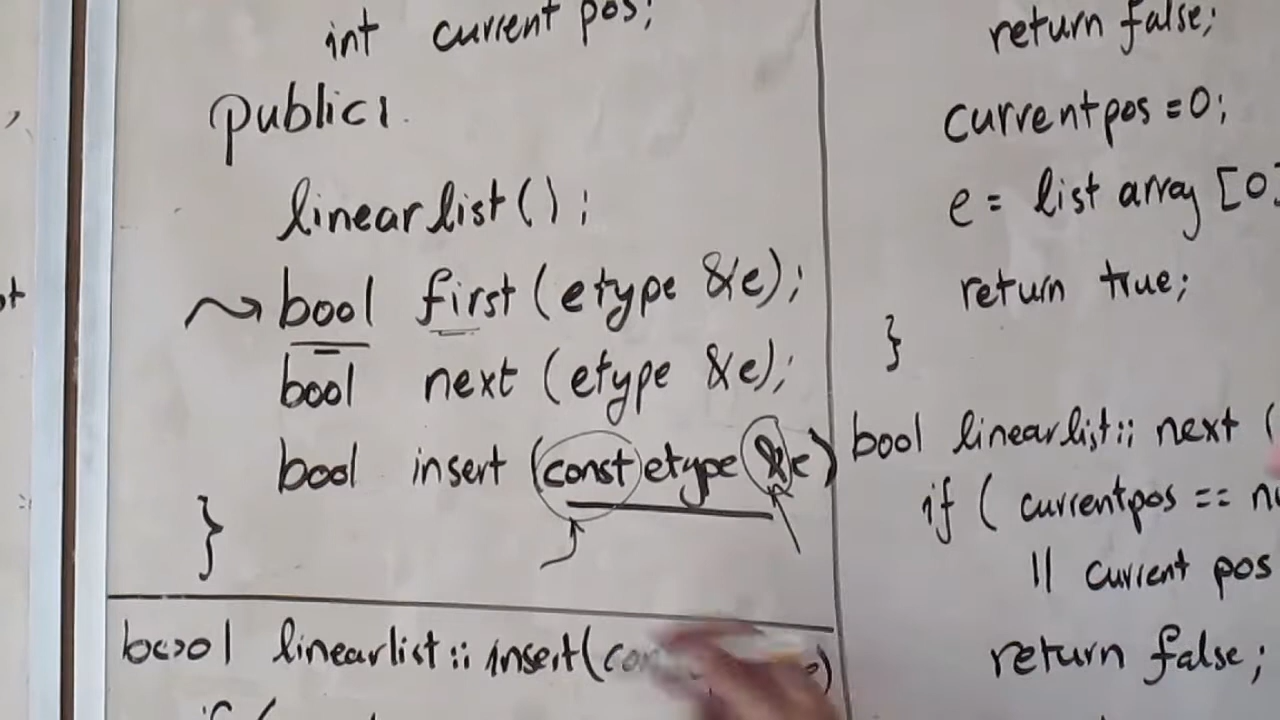 int current pos;
public:
linearlist();
bool first (etype &e);
bool next (etype &e);
bool insert (const etype &e)
}
bool linearlist:: insert(
return false;
currentpos = 0;
e = list array [0]
return true;
}
bool linearlist:: next (
if ( currentpos ==
|| current pos
return false;